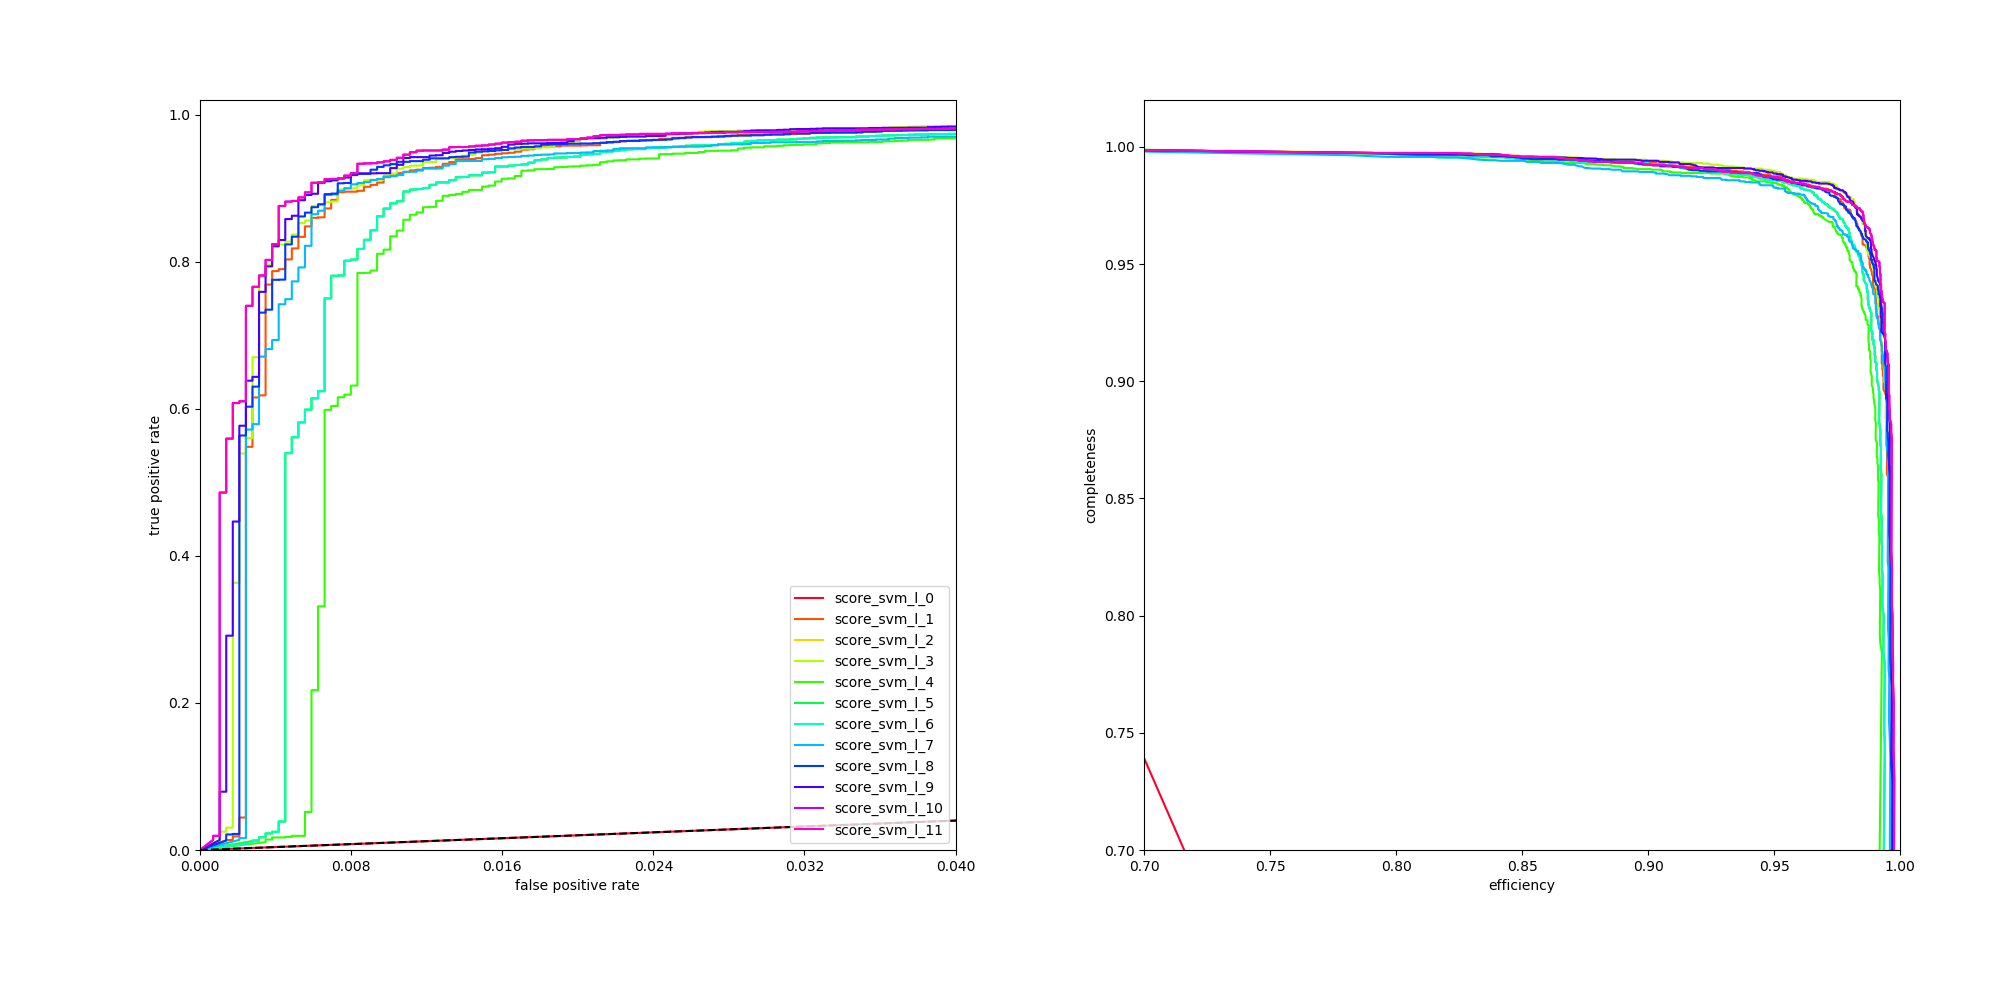 1.0
0.8
0.6
0.4
0.2
0.0
true positive rate
0.000
0.008
0.016
0.024
0.032
0.040
false positive rate
score_svm_l_0
score_svm_l_1
score_svm_l_2
score_svm_l_3
score_svm_l_4
score_svm_l_5
score_svm_l_6
score_svm_l_7
score_svm_l_8
score_svm_l_9
score_svm_l_10
score_svm_l_11
1.00
0.95
0.90
0.85
0.80
0.75
0.70
completeness
0.70
0.75
0.80
0.85
0.90
0.95
1.00
efficiency